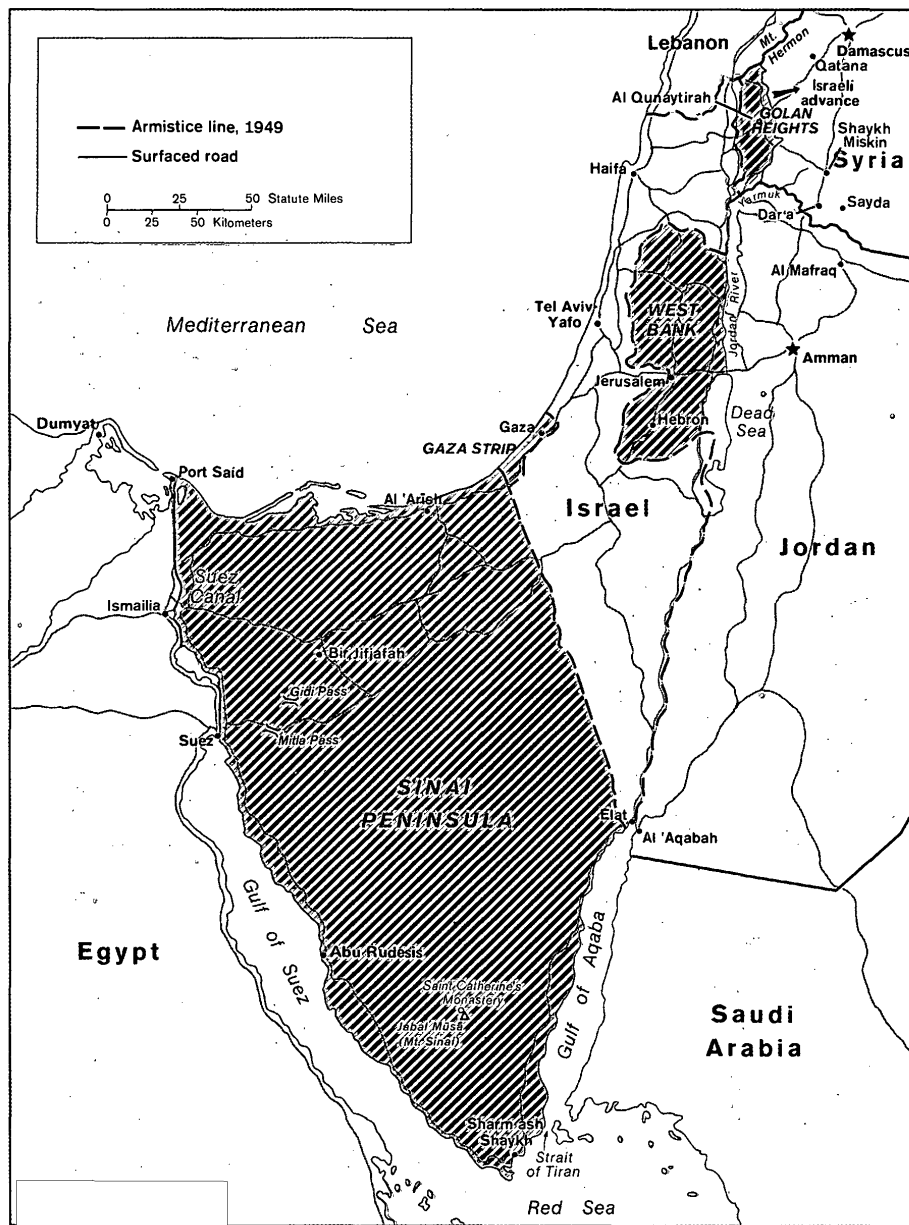 Armistice line, 1949
Surfaced road
0 25 50 Statute Miles
0 25 50 Kilometers
Lebanon
Mt. Hermon
Damascus
Qatana
Israeli
advance
Al Qunaytirah
GOLAN
HEIGHTS
Shaykh
Miskin
Syria
Haifa
Yarmuk
Dar'a
Sayda
Al Mafraq
WEST
BANK
Jordan River
Tel Aviv
Yafo
Mediterranean Sea
Amman
Jerusalem
Dead
Sea
Hebron
Gaza
GAZA STRIP
Dumyat
Port Said
Al 'Arish
Israel
Jordan
Suez
Canal
Ismailia
Bir Jifjafah
Gidi Pass
Mitla Pass
Suez
SINAI
PENINSULA
Elat
Al 'Aqabah
Gulf of Suez
Gulf of Aqaba
Egypt
Abu Rudesis
Saint Catherine's
Monastery
Jabal Musa
(Mt. Sinai)
Saudi
Arabia
Sharm ash
Shaykh
Strait
of Tiran
Red Sea